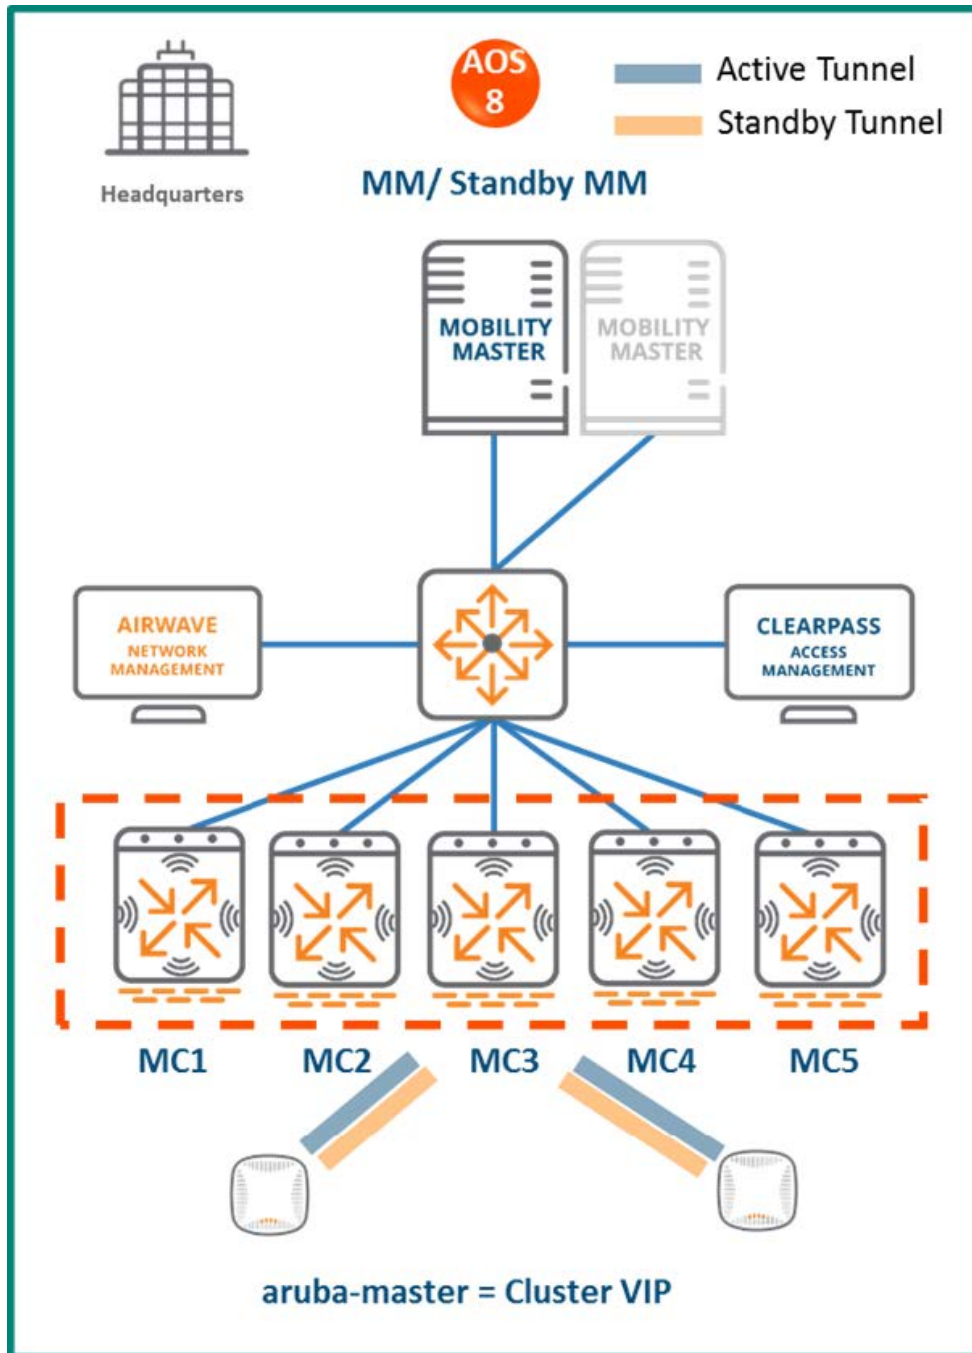 AOS
8
Active Tunnel
Standby Tunnel
Headquarters
MM/ Standby MM
MOBILITY
MASTER
MOBILITY
MASTER
AIRWAVE
NETWORK
MANAGEMENT
CLEARPASS
ACCESS
MANAGEMENT
MC1
MC2
MC3
MC4
MC5
aruba-master = Cluster VIP